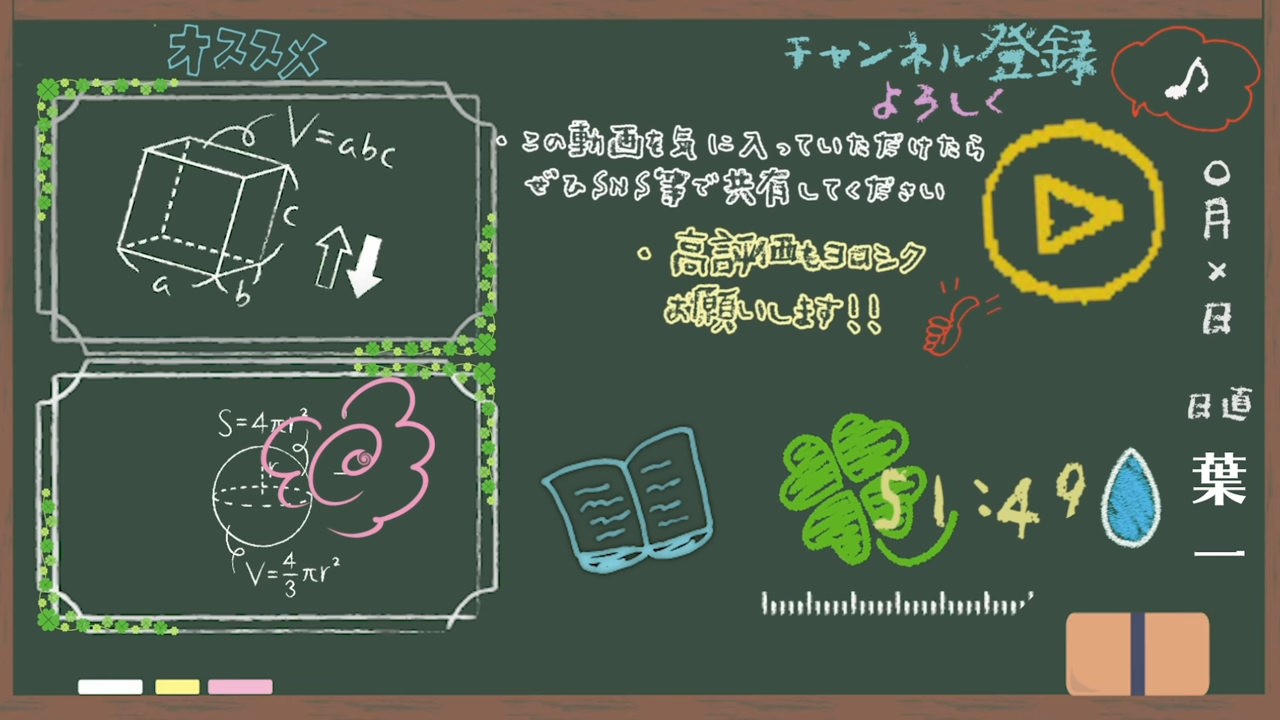 オススメ
V=abc
a
b
c
S=4πr²
r
V=4/3πr²
チャンネル登録
よろしく
・この動画を気に入っていただけたら
ぜひSNS等で共有してください
・高評価もヨロシク
お願いします!!
51:49
〇月×日
日直
葉一